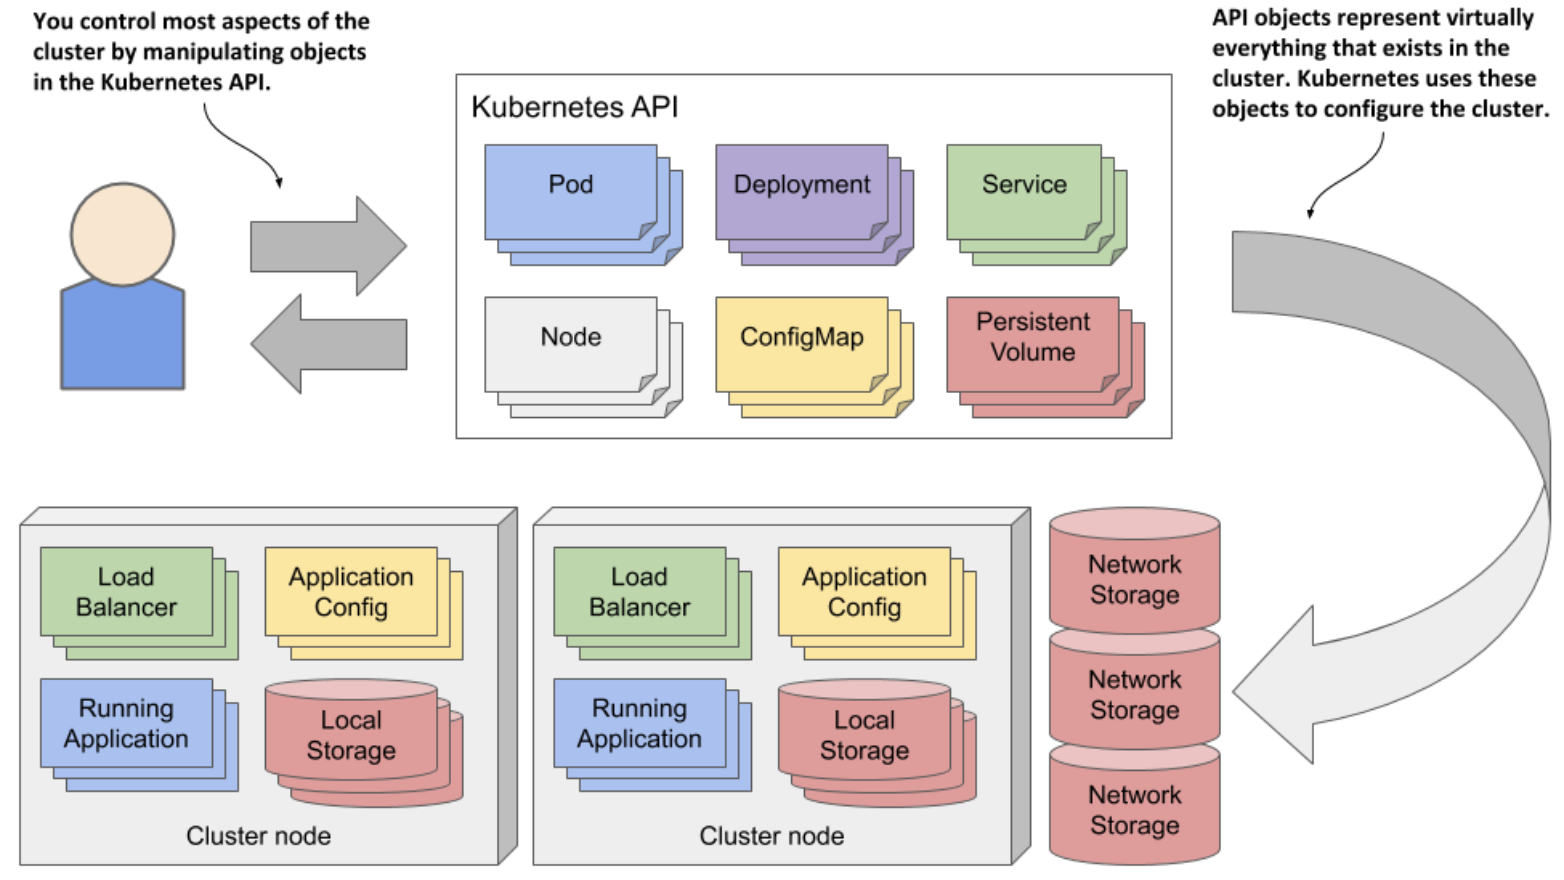 You control most aspects of the
cluster by manipulating objects
in the Kubernetes API.
API objects represent virtually
everything that exists in the
cluster. Kubernetes uses these
objects to configure the cluster.
Kubernetes API
Pod
Deployment
Service
Node
ConfigMap
Persistent
Volume
Load
Balancer
Application
Config
Running
Application
Local
Storage
Cluster node
Load
Balancer
Application
Config
Running
Application
Local
Storage
Cluster node
Network
Storage
Network
Storage
Network
Storage